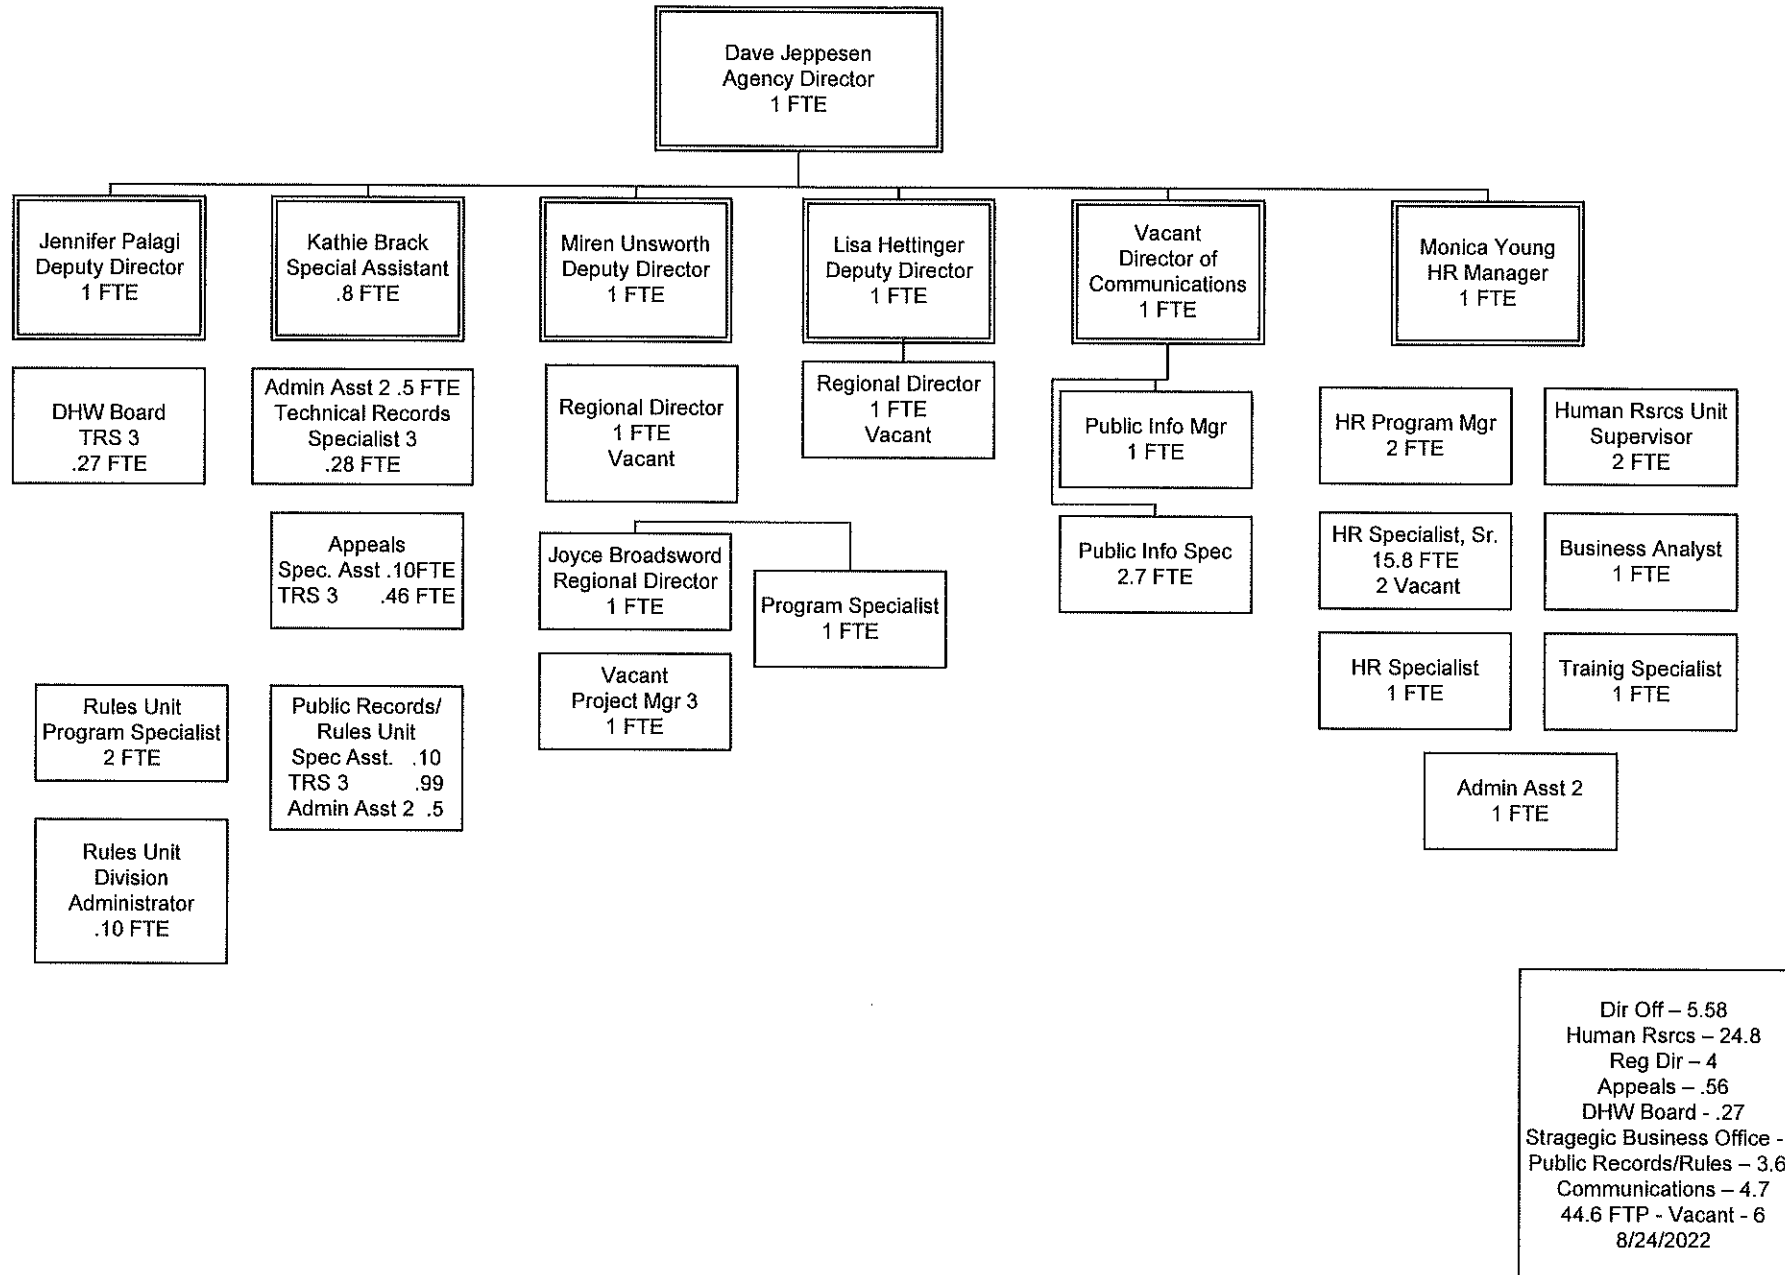 Dave Jeppesen
Agency Director
1 FTE
Jennifer Palagi
Deputy Director
1 FTE
Kathie Brack
Special Assistant
.8 FTE
Miren Unsworth
Deputy Director
1 FTE
Lisa Hettinger
Deputy Director
1 FTE
Vacant
Director of
Communications
1 FTE
Monica Young
HR Manager
1 FTE
DHW Board
TRS 3
.27 FTE
Admin Asst 2 .5 FTE
Technical Records
Specialist 3
.28 FTE
Regional Director
1 FTE
Vacant
Regional Director
1 FTE
Vacant
Public Info Mgr
1 FTE
HR Program Mgr
2 FTE
Human Rsrcs Unit
Supervisor
2 FTE
Appeals
Spec. Asst .10FTE
TRS 3 .46 FTE
Joyce Broadsword
Regional Director
1 FTE
Program Specialist
1 FTE
Public Info Spec
2.7 FTE
HR Specialist, Sr.
15.8 FTE
2 Vacant
Business Analyst
1 FTE
Rules Unit
Program Specialist
2 FTE
Public Records/
Rules Unit
Spec Asst. .10
TRS 3 .99
Admin Asst 2 .5
Vacant
Project Mgr 3
1 FTE
HR Specialist
1 FTE
Trainig Specialist
1 FTE
Admin Asst 2
1 FTE
Rules Unit
Division
Administrator
.10 FTE
Dir Off – 5.58
Human Rsrcs – 24.8
Reg Dir – 4
Appeals – .56
DHW Board - .27
Stragegic Business Office -
Public Records/Rules – 3.6
Communications – 4.7
44.6 FTP - Vacant - 6
8/24/2022